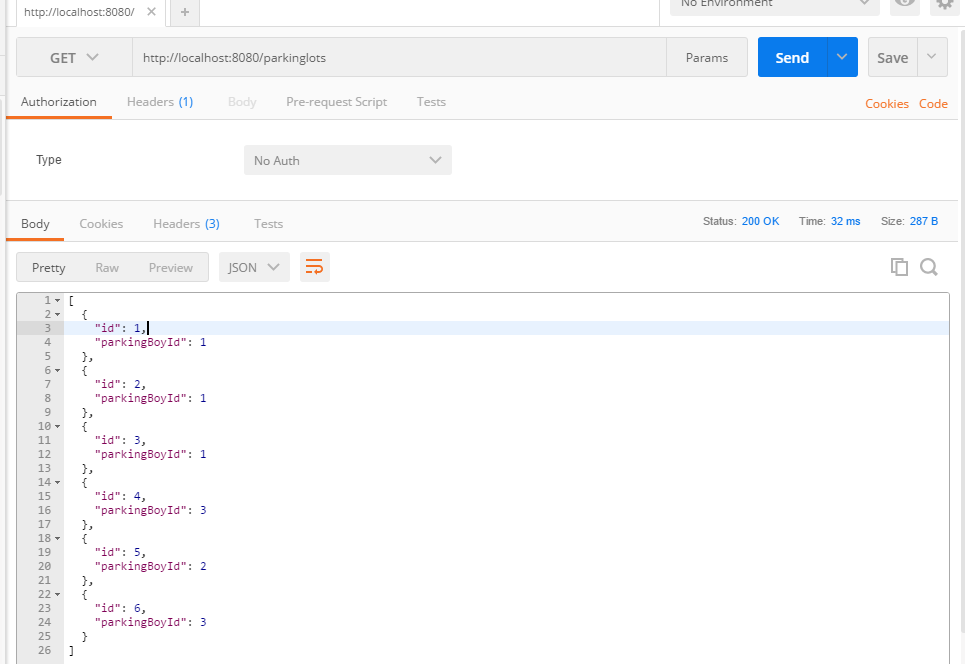 http://localhost:8080/
No Environment
GET http://localhost:8080/parkinglots Params Send Save
Authorization Headers (1) Body Pre-request Script Tests Cookies Code
Type No Auth
Body Cookies Headers (3) Tests Status: 200 OK Time: 32 ms Size: 287 B
Pretty Raw Preview JSON
1 [
2 {
3 "id": 1,
4 "parkingBoyId": 1
5 },
6 {
7 "id": 2,
8 "parkingBoyId": 1
9 },
10 {
11 "id": 3,
12 "parkingBoyId": 1
13 },
14 {
15 "id": 4,
16 "parkingBoyId": 3
17 },
18 {
19 "id": 5,
20 "parkingBoyId": 2
21 },
22 {
23 "id": 6,
24 "parkingBoyId": 3
25 }
26 ]